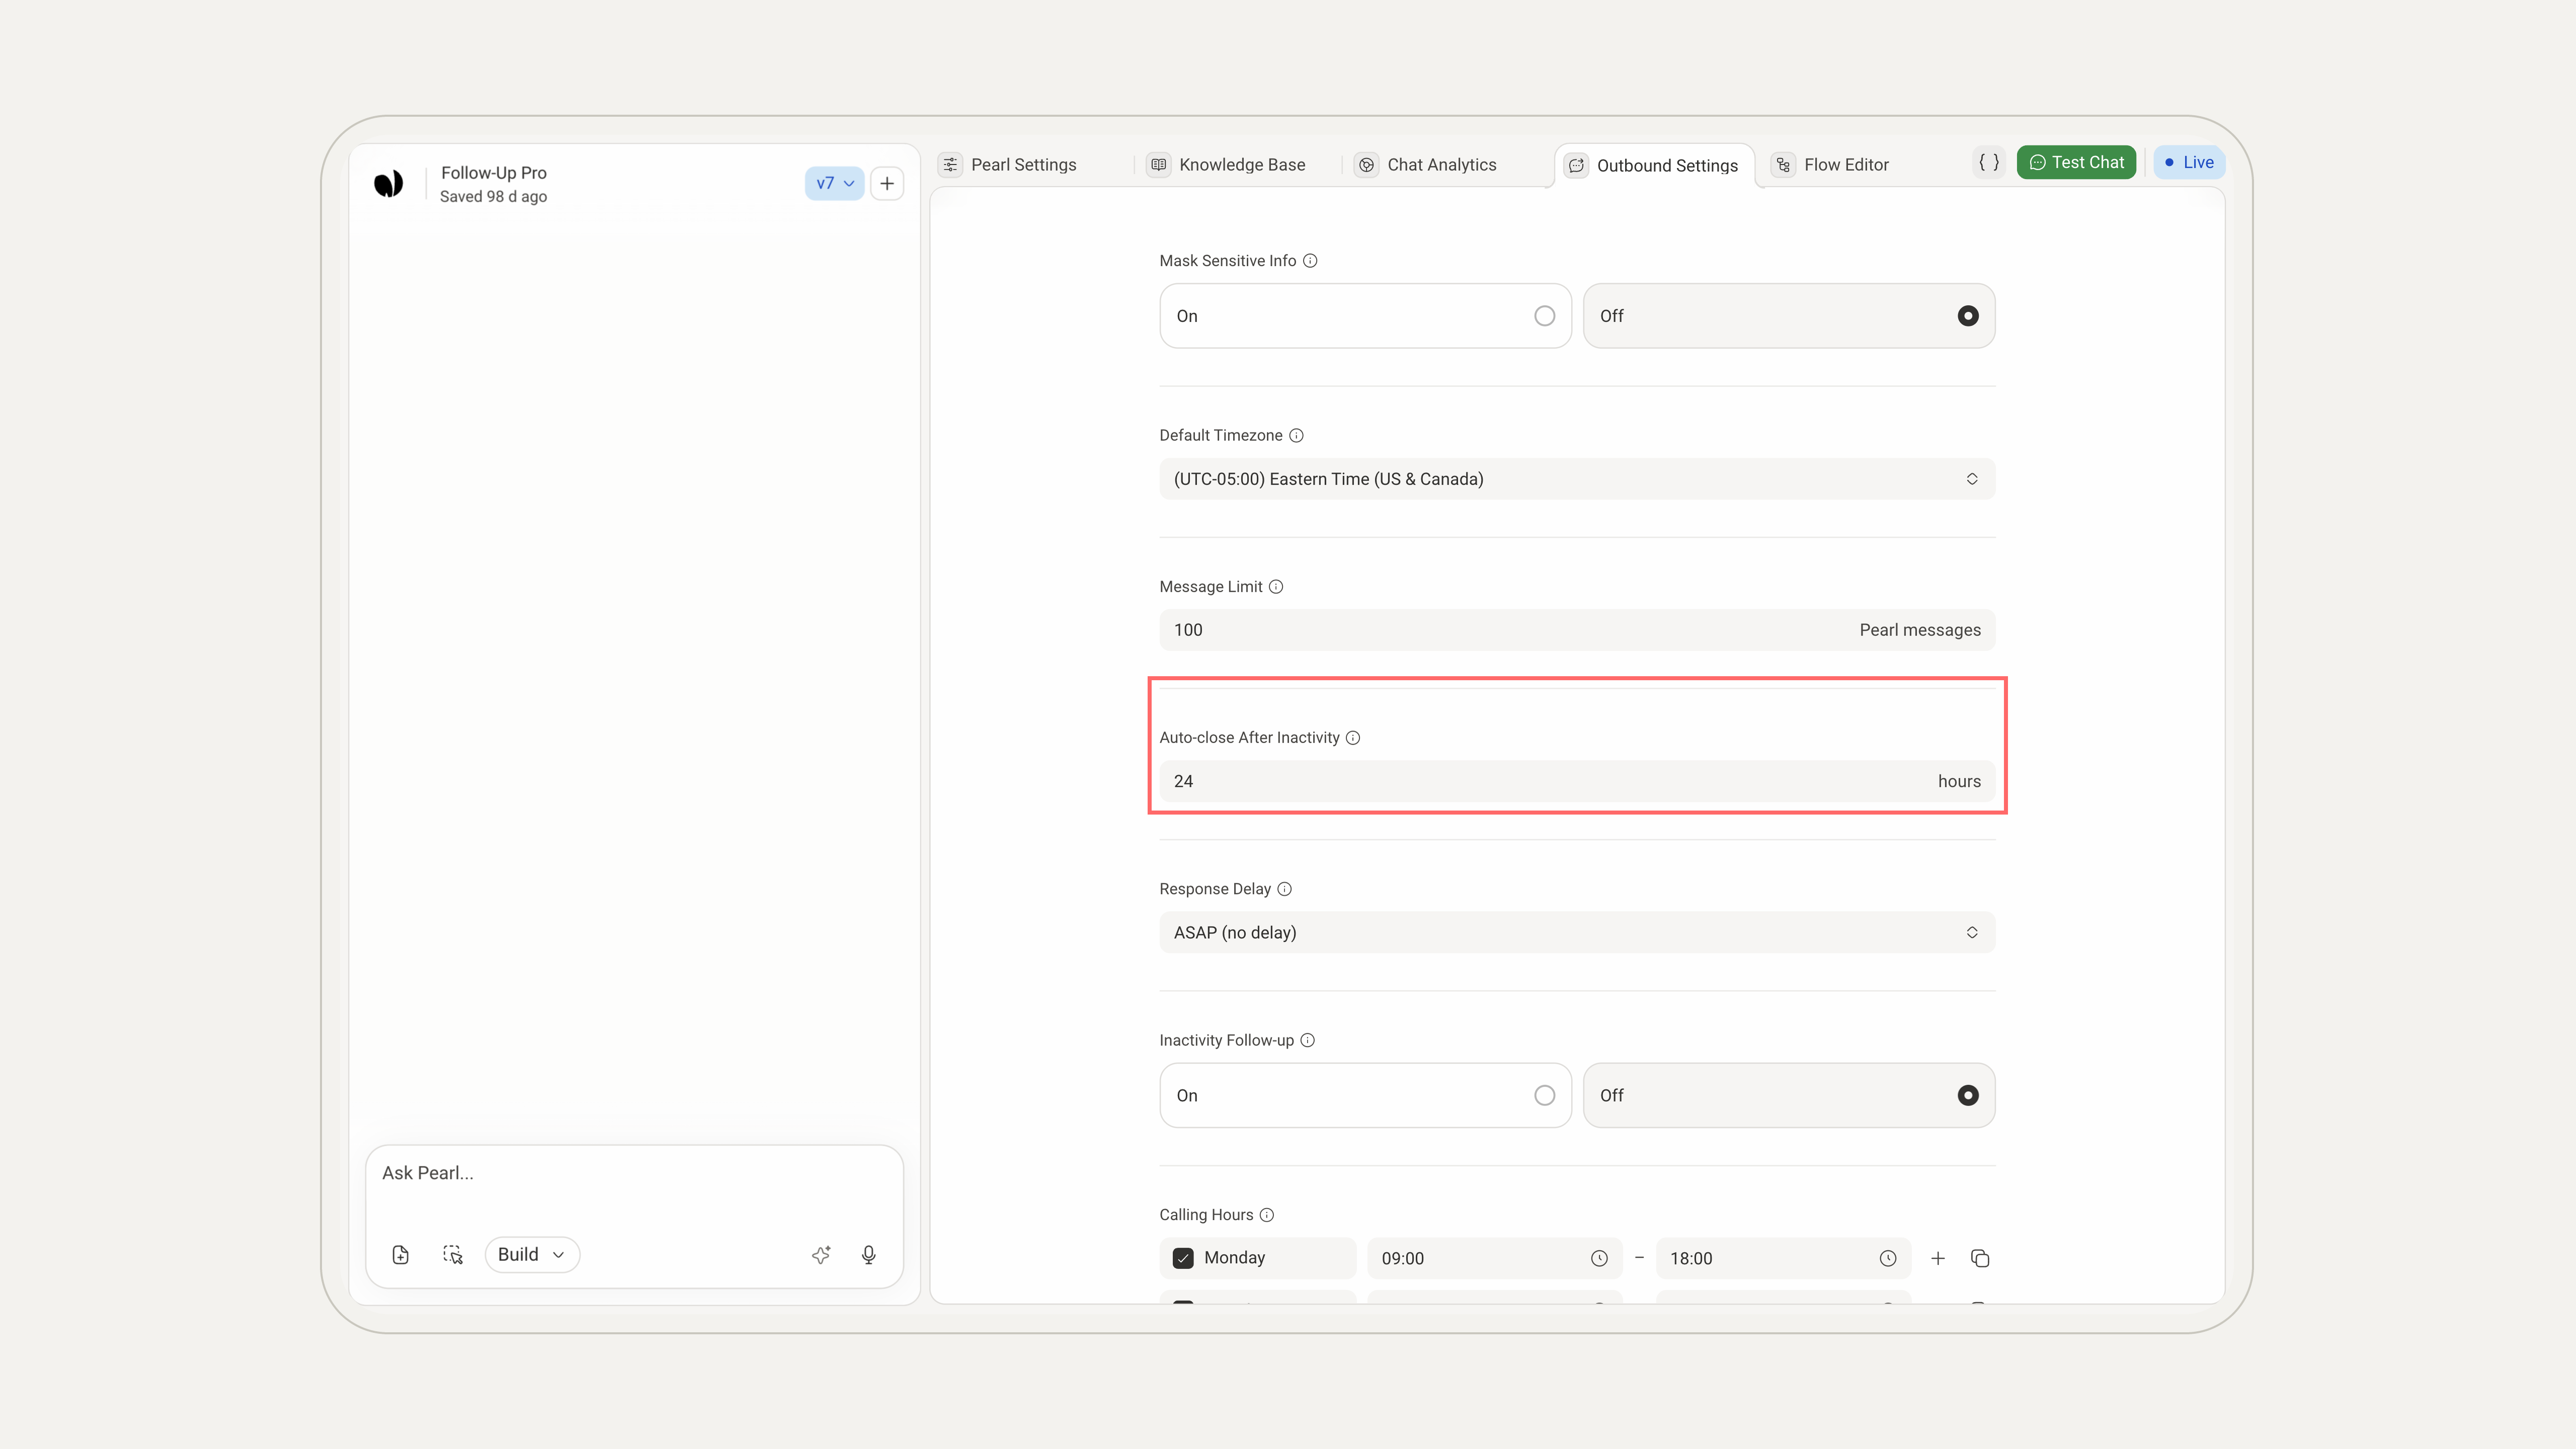 Follow-Up Pro
Saved 98 d ago
v7
Pearl Settings
Knowledge Base
Chat Analytics
Outbound Settings
Flow Editor
{ }
Test Chat
Live
Mask Sensitive Info
On
Off
Default Timezone
(UTC-05:00) Eastern Time (US & Canada)
Message Limit
100
Pearl messages
Auto-close After Inactivity
24
hours
Response Delay
ASAP (no delay)
Inactivity Follow-up
On
Off
Calling Hours
Monday
09:00
–
18:00
Ask Pearl...
Build